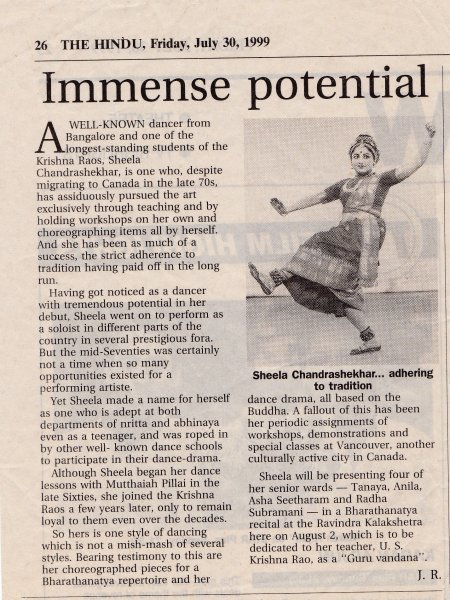 26 THE HINDU, Friday, July 30, 1999
Immense potential
A WELL-KNOWN dancer from
Bangalore and one of the
longest-standing students of the
Krishna Raos, Sheela
Chandrashekhar, is one who, despite
migrating to Canada in the late 70s,
has assiduously pursued the art
exclusively through teaching and by
holding workshops on her own and
choreographing items all by herself.
And she has been as much of a
success, the strict adherence to
tradition having paid off in the long
run.
Having got noticed as a dancer
with tremendous potential in her
debut, Sheela went on to perform as
a soloist in different parts of the
country in several prestigious fora.
But the mid-Seventies was certainly
not a time when so many
opportunities existed for a
performing artiste.
Yet Sheela made a name for herself
as one who is adept at both
departments of nritta and abhinaya
even as a teenager, and was roped in
by other well- known dance schools
to participate in their dance-drama.
Although Sheela began her dance
lessons with Mutthaiah Pillai in the
late Sixties, she joined the Krishna
Raos a few years later, only to remain
loyal to them even over the decades.
So hers is one style of dancing
which is not a mish-mash of several
styles. Bearing testimony to this are
her choreographed pieces for a
Bharathanatya repertoire and her
Sheela Chandrashekhar... adhering
to tradition
dance drama, all based on the
Buddha. A fallout of this has been
her periodic assignments of
workshops, demonstrations and
special classes at Vancouver, another
culturally active city in Canada.
Sheela will be presenting four of
her senior wards — Tanaya, Anila,
Asha Seetharam and Radha
Subramani — in a Bharathanatya
recital at the Ravindra Kalakshetra
here on August 2, which is to be
dedicated to her teacher, U. S.
Krishna Rao, as a "Guru vandana".
J. R.